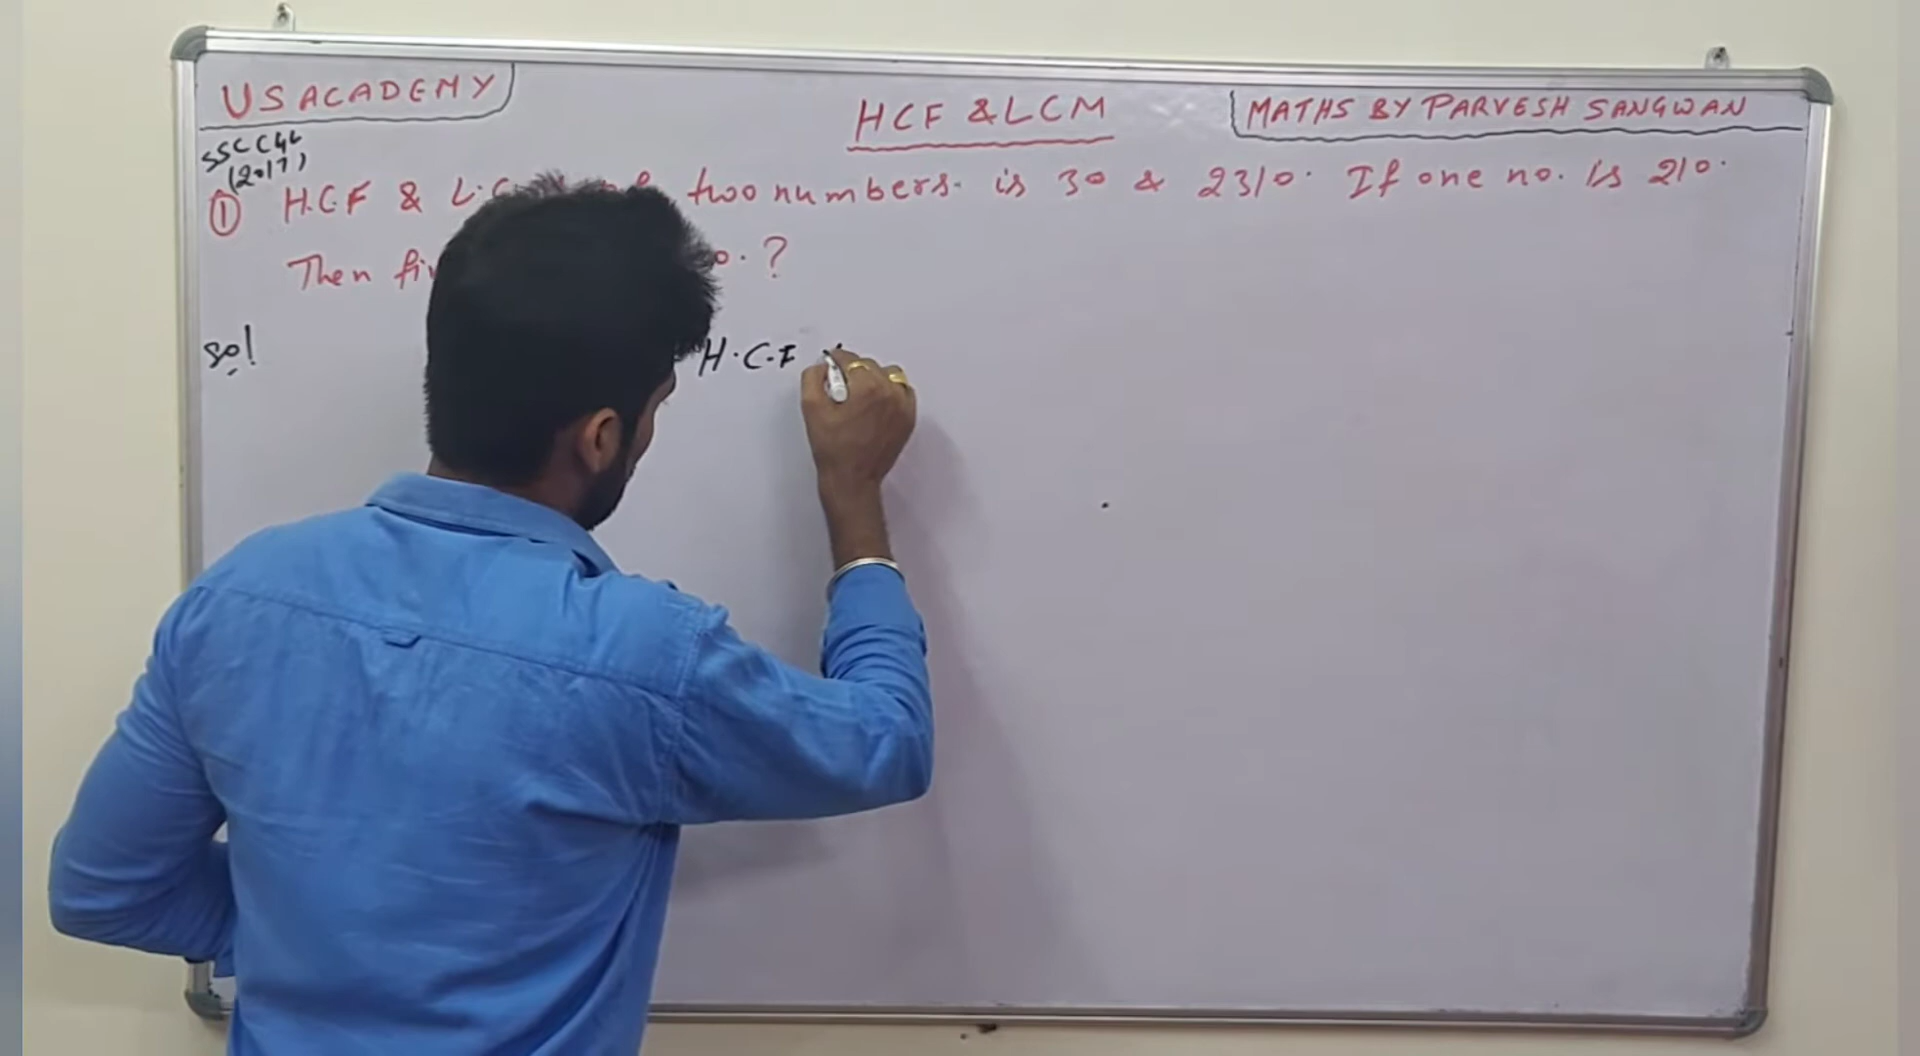 US ACADEMY
HCF & LCM
MATHS BY PARVESH SANGWAN
SSC CGL
(2017)
① H.C.F & two numbers. is 30 & 2310. If one no. is 210.
Then ?
Sol
H.C.F